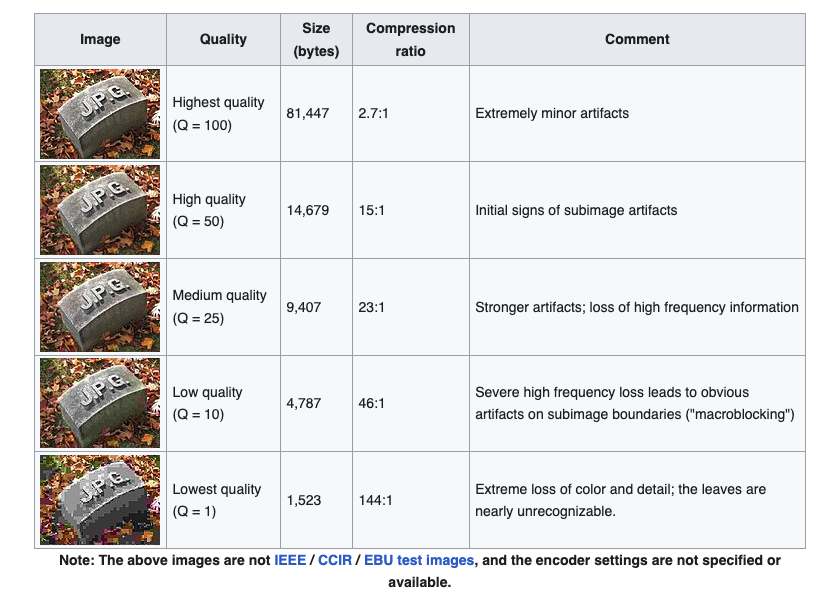 Image
Quality
Size
(bytes)
Compression
ratio
Comment
J.P.G.
Highest quality
(Q = 100)
81,447
2.7:1
Extremely minor artifacts
J.P.G.
High quality
(Q = 50)
14,679
15:1
Initial signs of subimage artifacts
J.P.G.
Medium quality
(Q = 25)
9,407
23:1
Stronger artifacts; loss of high frequency information
J.P.G.
Low quality
(Q = 10)
4,787
46:1
Severe high frequency loss leads to obvious
artifacts on subimage boundaries ("macroblocking")
J.P.G.
Lowest quality
(Q = 1)
1,523
144:1
Extreme loss of color and detail; the leaves are
nearly unrecognizable.
Note: The above images are not IEEE / CCIR / EBU test images, and the encoder settings are not specified or
available.